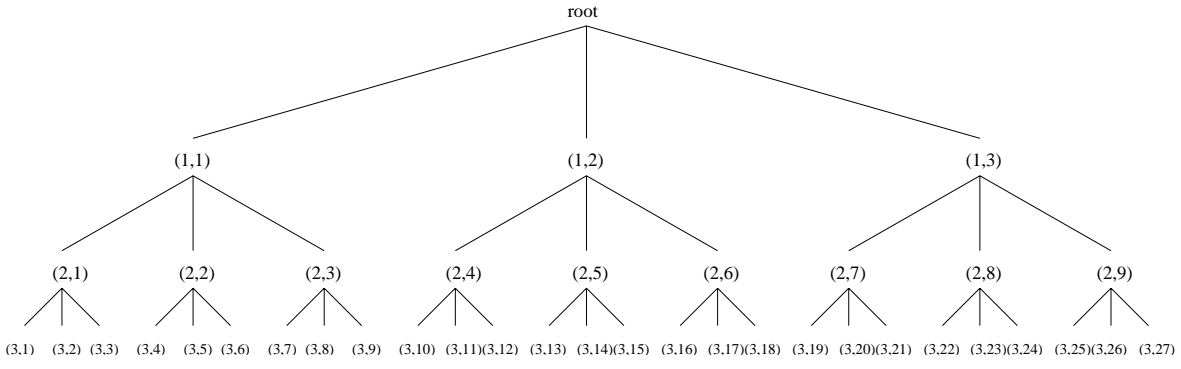 root
(1,1) (1,2) (1,3)
(2,1) (2,2) (2,3) (2,4) (2,5) (2,6) (2,7) (2,8) (2,9)
(3,1) (3,2) (3,3) (3,4) (3,5) (3,6) (3,7) (3,8) (3,9) (3,10) (3,11)(3,12) (3,13) (3,14)(3,15) (3,16) (3,17)(3,18) (3,19) (3,20)(3,21) (3,22) (3,23)(3,24) (3,25)(3,26) (3,27)